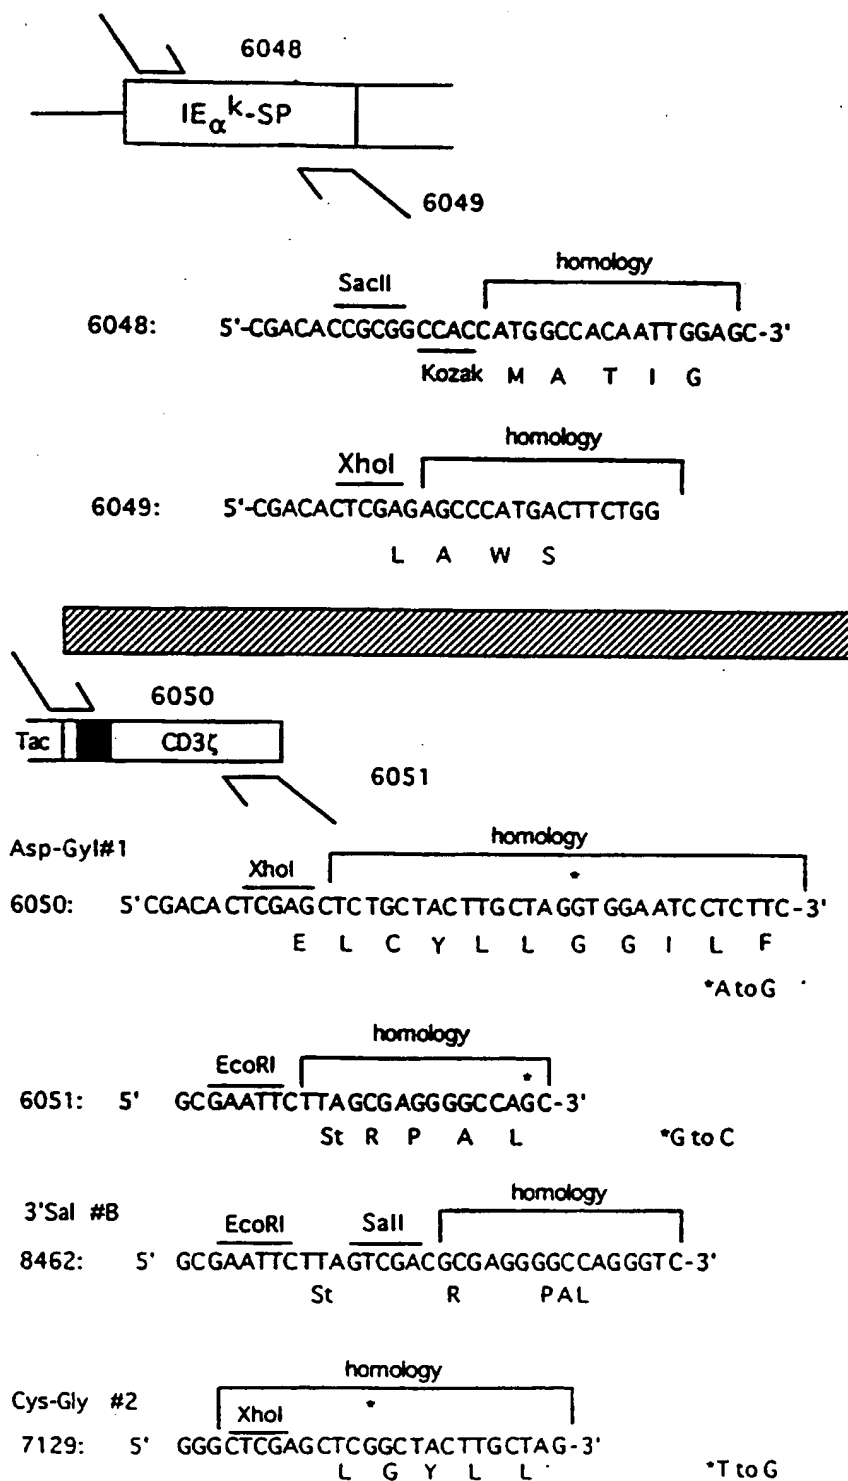 6048
IEαk-SP
6049
homology
SacII
6048: 5'-CGACACCGCGGCCACCATGGCCACAATTGGAGC-3'
Kozak M A T I G
homology
XhoI
6049: 5'-CGACACTCGAGAGCCCATGACTTCTGG
L A W S
6050
Tac CD3ζ
6051
homology
Asp-Gyl#1
XhoI *
6050: 5'CGACACTCGAGCTCTGCTACTTGCTAGGTGGAATCCTCTTC-3'
E L C Y L L G G I L F
*A to G
homology
EcoRI *
6051: 5' GCGAATTCTTAGCGAGGGGCCAGC-3'
St R P A L *G to C
homology
3'Sal #B
EcoRI SalI
8462: 5' GCGAATTCTTAGTCGACGCGAGGGGCCAGGGTC-3'
St R PAL
homology
Cys-Gly #2
XhoI *
7129: 5' GGGCTCGAGCTCGGCTACTTGCTAG-3'
L G Y L L *T to G